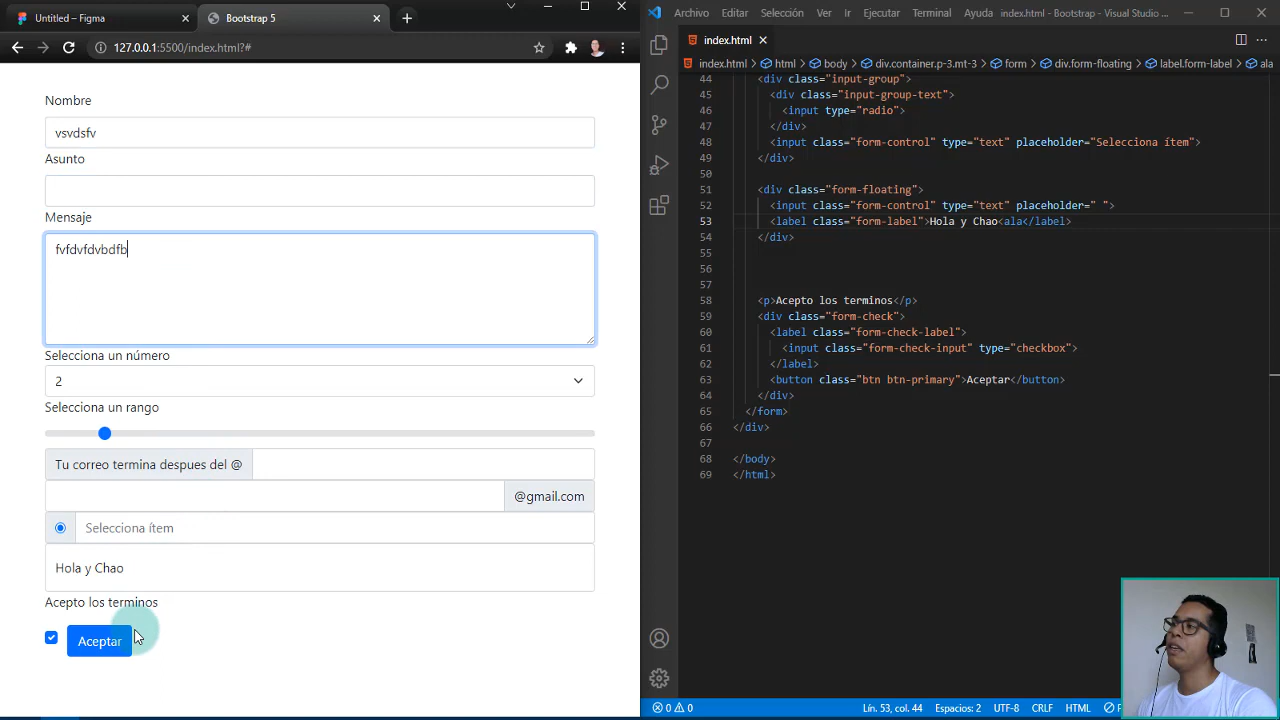 Untitled – Figma
Bootstrap 5
127.0.0.1:5500/index.html?#
Nombre
vsvdsfv
Asunto
Mensaje
fvfdvfdvbdfb
Selecciona un número
2
Selecciona un rango
Tu correo termina despues del @
@gmail.com
Selecciona ítem
Hola y Chao
Acepto los terminos
Aceptar
Archivo Editar Selección Ver Ir Ejecutar Terminal Ayuda index.html - Bootstrap - Visual Studio ...
index.html
index.html > html > body > div.container.p-3.mt-3 > form > div.form-floating > label.form-label > ala
44 <div class="input-group">
45 <div class="input-group-text">
46 <input type="radio">
47 </div>
48 <input class="form-control" type="text" placeholder="Selecciona ítem">
49 </div>
50
51 <div class="form-floating">
52 <input class="form-control" type="text" placeholder=" ">
53 <label class="form-label">Hola y Chao<ala</label>
54 </div>
55
56
57
58 <p>Acepto los terminos</p>
59 <div class="form-check">
60 <label class="form-check-label">
61 <input class="form-check-input" type="checkbox">
62 </label>
63 <button class="btn btn-primary">Aceptar</button>
64 </div>
65 </form>
66 </div>
67
68 </body>
69 </html>
0 0 Lín. 53, col. 44 Espacios: 2 UTF-8 CRLF HTML